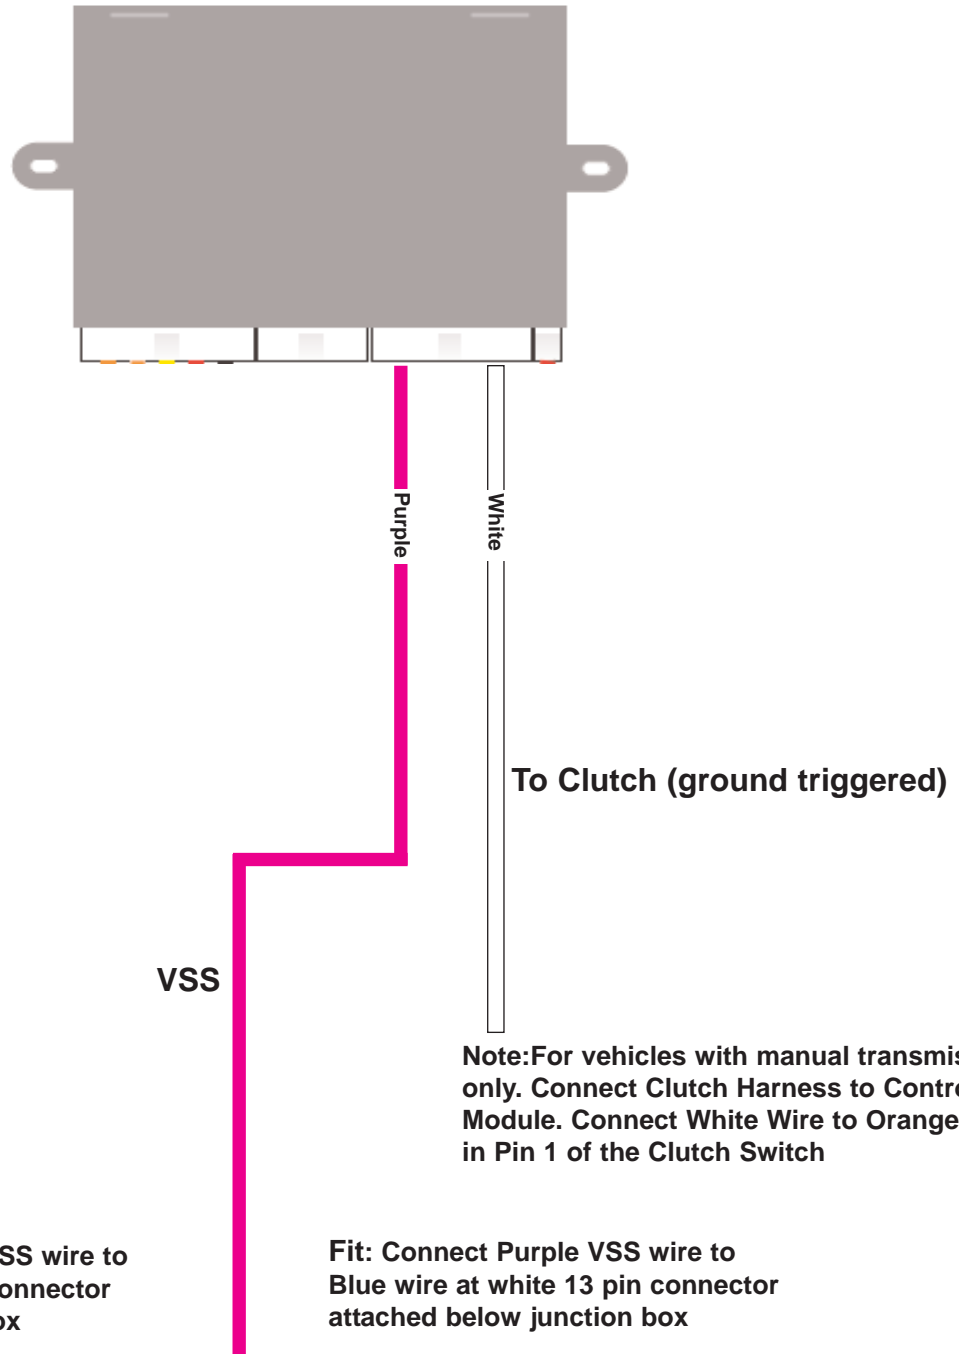 Purple
White
To Clutch (ground triggered)
VSS
Note:For vehicles with manual
only. Connect Clutch Harness to
Module. Connect White Wire to Orange
in Pin 1 of the Clutch Switch
wire to
Fit: Connect Purple VSS wire to
Blue wire at white 13 pin connector
attached below junction box